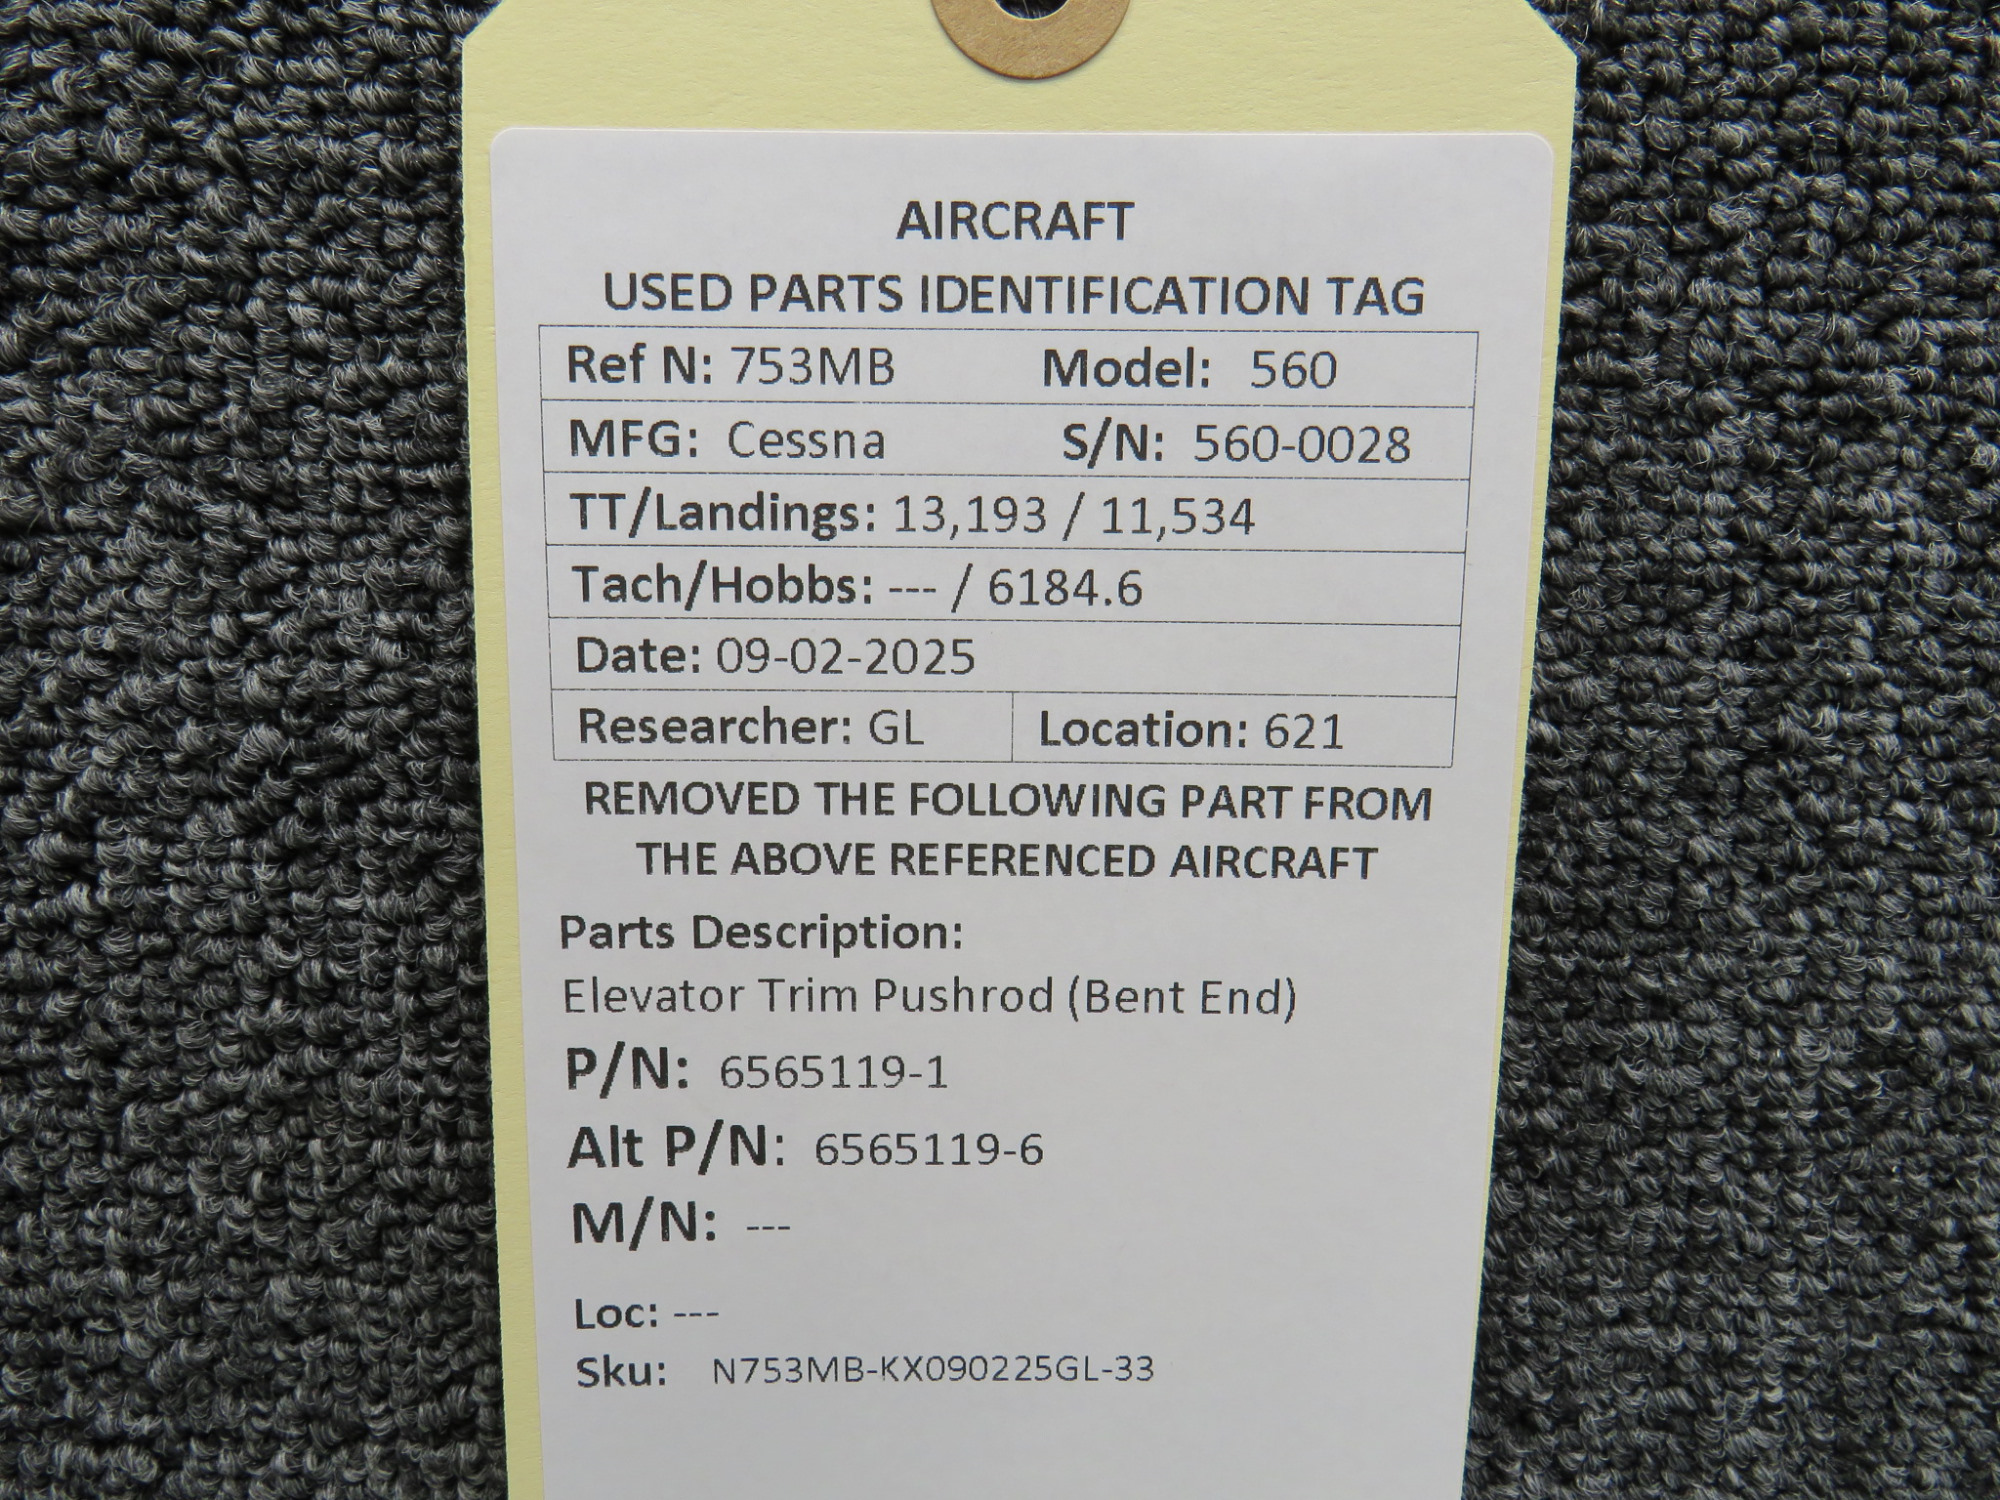 AIRCRAFT
USED PARTS IDENTIFICATION TAG
Ref N: 753MB Model: 560
MFG: Cessna S/N: 560-0028
TT/Landings: 13,193 / 11,534
Tach/Hobbs: --- / 6184.6
Date: 09-02-2025
Researcher: GL Location: 621
REMOVED THE FOLLOWING PART FROM
THE ABOVE REFERENCED AIRCRAFT
Parts Description:
Elevator Trim Pushrod (Bent End)
P/N: 6565119-1
Alt P/N: 6565119-6
M/N: ---
Loc: ---
Sku: N753MB-KX090225GL-33